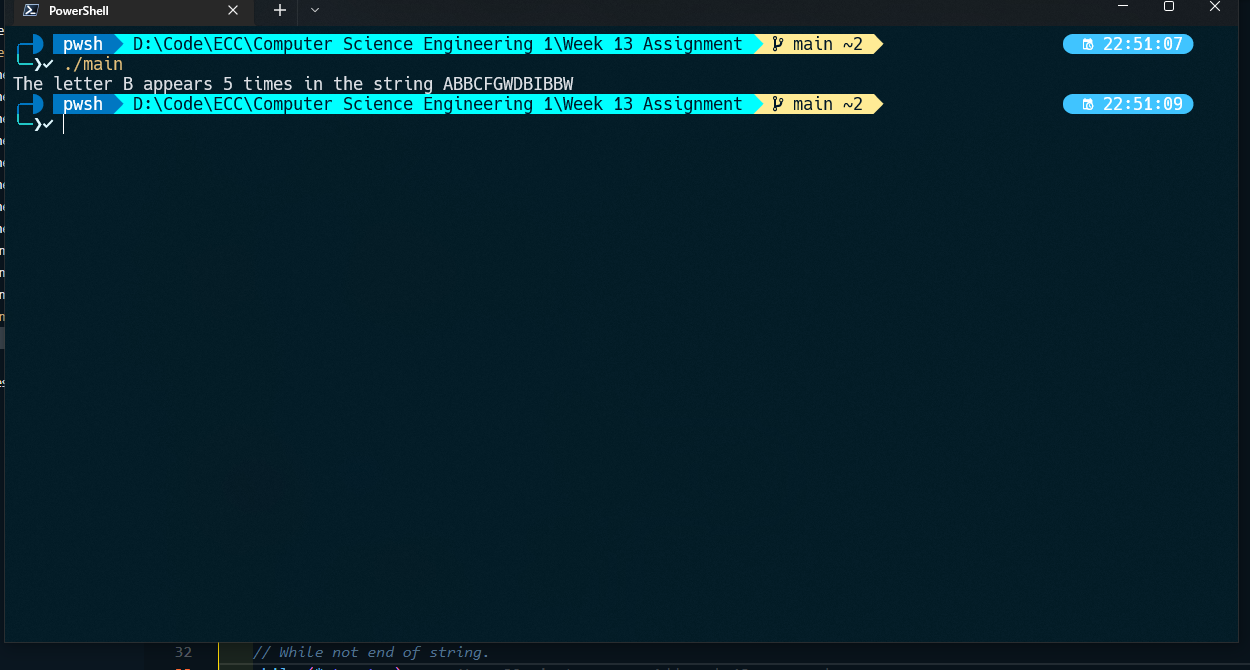 PowerShell
pwsh D:\Code\ECC\Computer Science Engineering 1\Week 13 Assignment main ~2 22:51:07
./main
The letter B appears 5 times in the string ABBCFGWDBIBBW
pwsh D:\Code\ECC\Computer Science Engineering 1\Week 13 Assignment main ~2 22:51:09
32 // While not end of string.